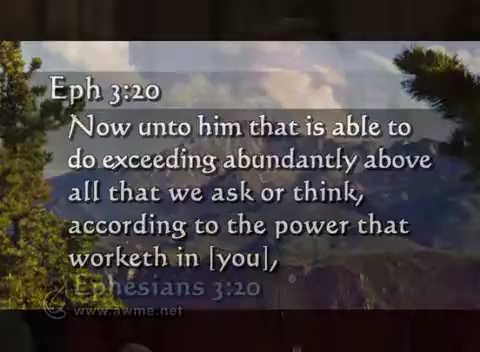 Eph 3:20
Now unto him that is able to
do exceeding abundantly above
all that we ask or think,
according to the power that
worketh in [you],
Ephesians 3:20
www.awme.net